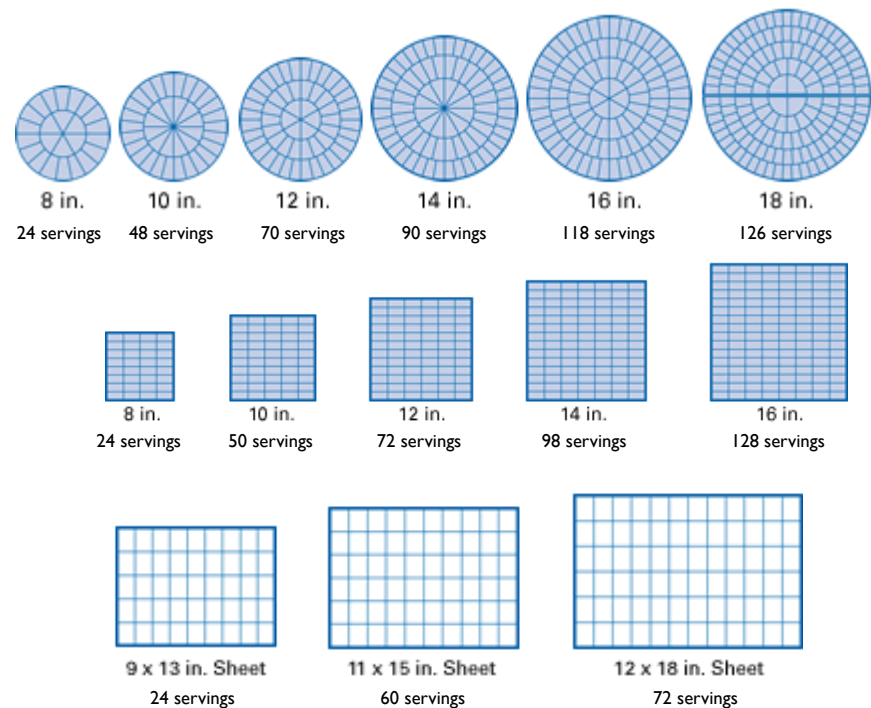 8 in. 10 in. 12 in. 14 in. 16 in. 18 in.
24 servings 48 servings 70 servings 90 servings 118 servings 126 servings
8 in. 10 in. 12 in. 14 in. 16 in.
24 servings 50 servings 72 servings 98 servings 128 servings
9 x 13 in. Sheet 11 x 15 in. Sheet 12 x 18 in. Sheet
24 servings 60 servings 72 servings